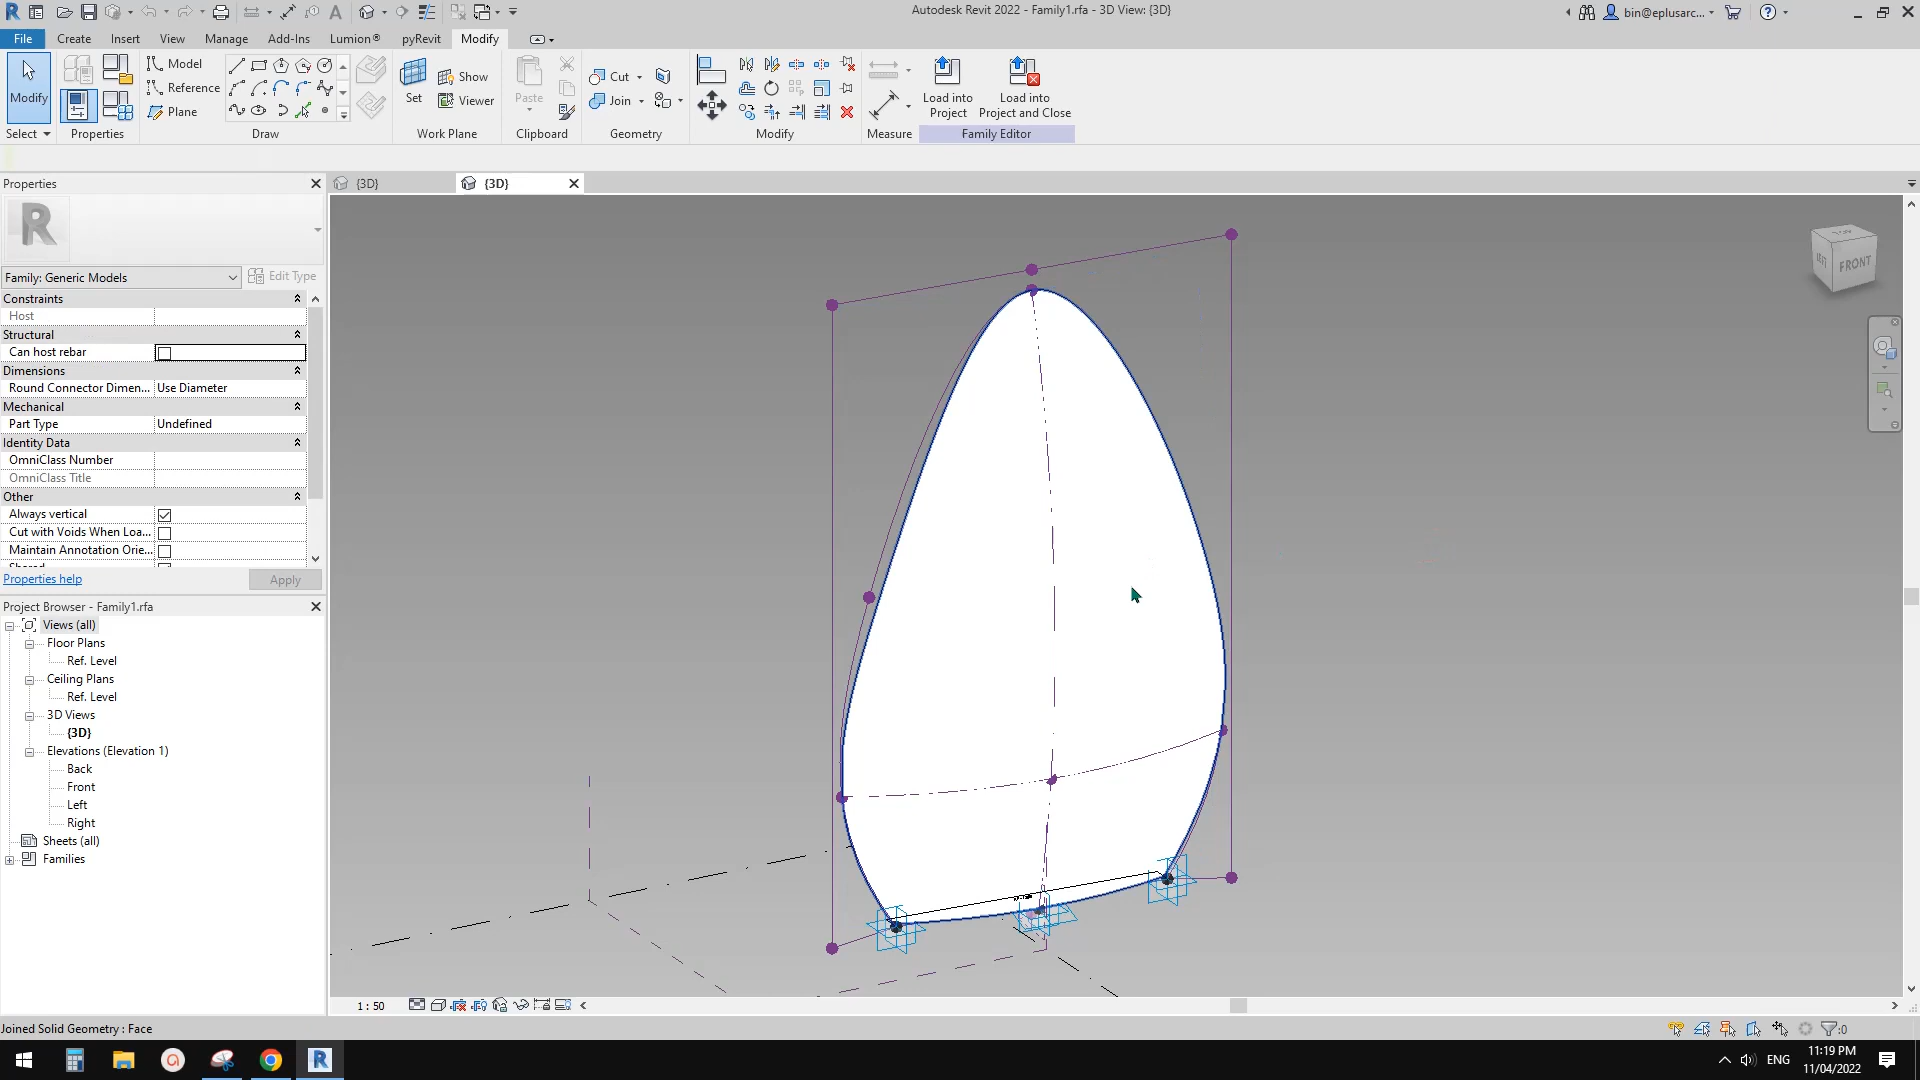 Autodesk Revit 2022 - Family1.rfa - 3D View: {3D}
bin@eplusarc...
File
Create
Insert
View
Manage
Add-Ins
Lumion®
pyRevit
Modify
Modify
Select
Properties
Model
Reference
Plane
Draw
Set
Show
Viewer
Work Plane
Paste
Clipboard
Cut
Join
Geometry
Modify
Measure
Load into
Project
Load into
Project and Close
Family Editor
Properties
{3D}
{3D}
R
Family: Generic Models
Edit Type
Constraints
Host
Structural
Can host rebar
Dimensions
Round Connector Dimen...
Use Diameter
Mechanical
Part Type
Undefined
Identity Data
OmniClass Number
OmniClass Title
Other
Always vertical
Cut with Voids When Loa...
Maintain Annotation Orie...
Properties help
Apply
Project Browser - Family1.rfa
Views (all)
Floor Plans
Ref. Level
Ceiling Plans
Ref. Level
3D Views
{3D}
Elevations (Elevation 1)
Back
Front
Left
Right
Sheets (all)
Families
TOP
LEFT
FRONT
1 : 50
Joined Solid Geometry : Face
:0
ENG
11:19 PM
11/04/2022